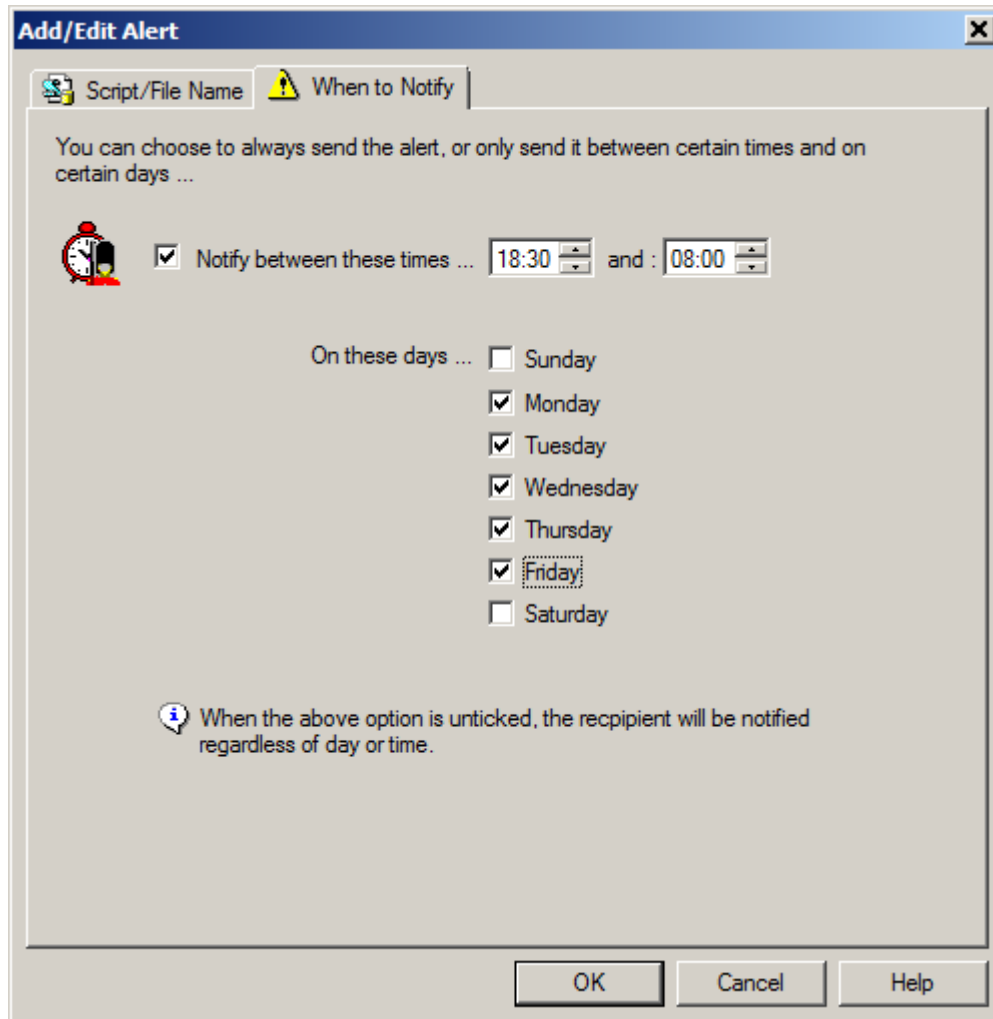 Add/Edit Alert
Script/File Name
When to Notify
You can choose to always send the alert, or only send it between certain times and on
certain days ...
Notify between these times ... 18:30 and : 08:00
On these days ... Sunday
Monday
Tuesday
Wednesday
Thursday
Friday
Saturday
When the above option is unticked, the recpipient will be notified
regardless of day or time.
OK
Cancel
Help